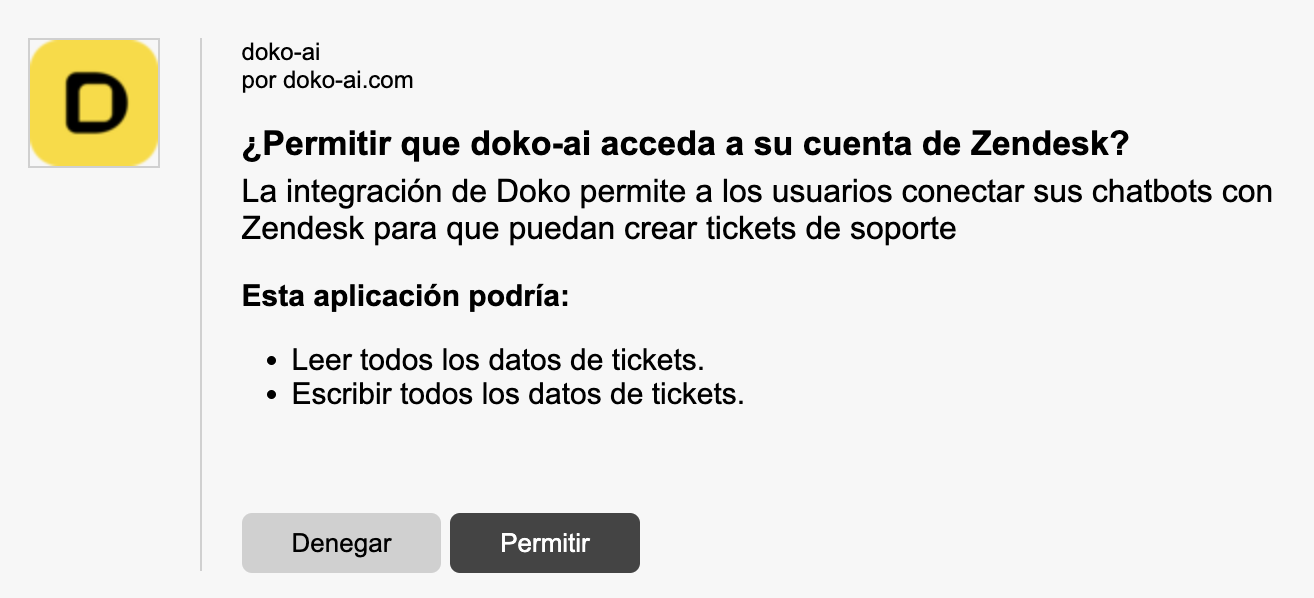 D
doko-ai
por doko-ai.com
¿Permitir que doko-ai acceda a su cuenta de Zendesk?
La integración de Doko permite a los usuarios conectar sus chatbots con
Zendesk para que puedan crear tickets de soporte
Esta aplicación podría:
• Leer todos los datos de tickets.
• Escribir todos los datos de tickets.
Denegar Permitir